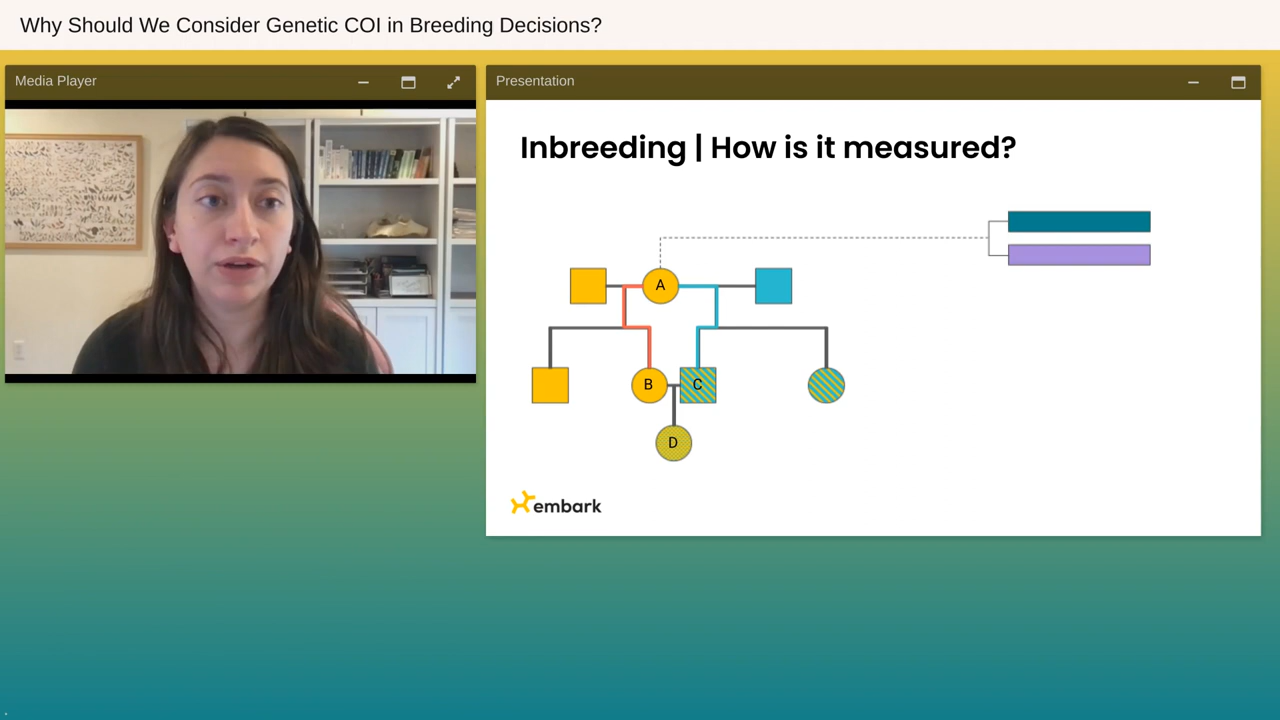 Why Should We Consider Genetic COI in Breeding Decisions?
Media Player
Presentation
Inbreeding | How is it measured?
A
B
C
D
embark